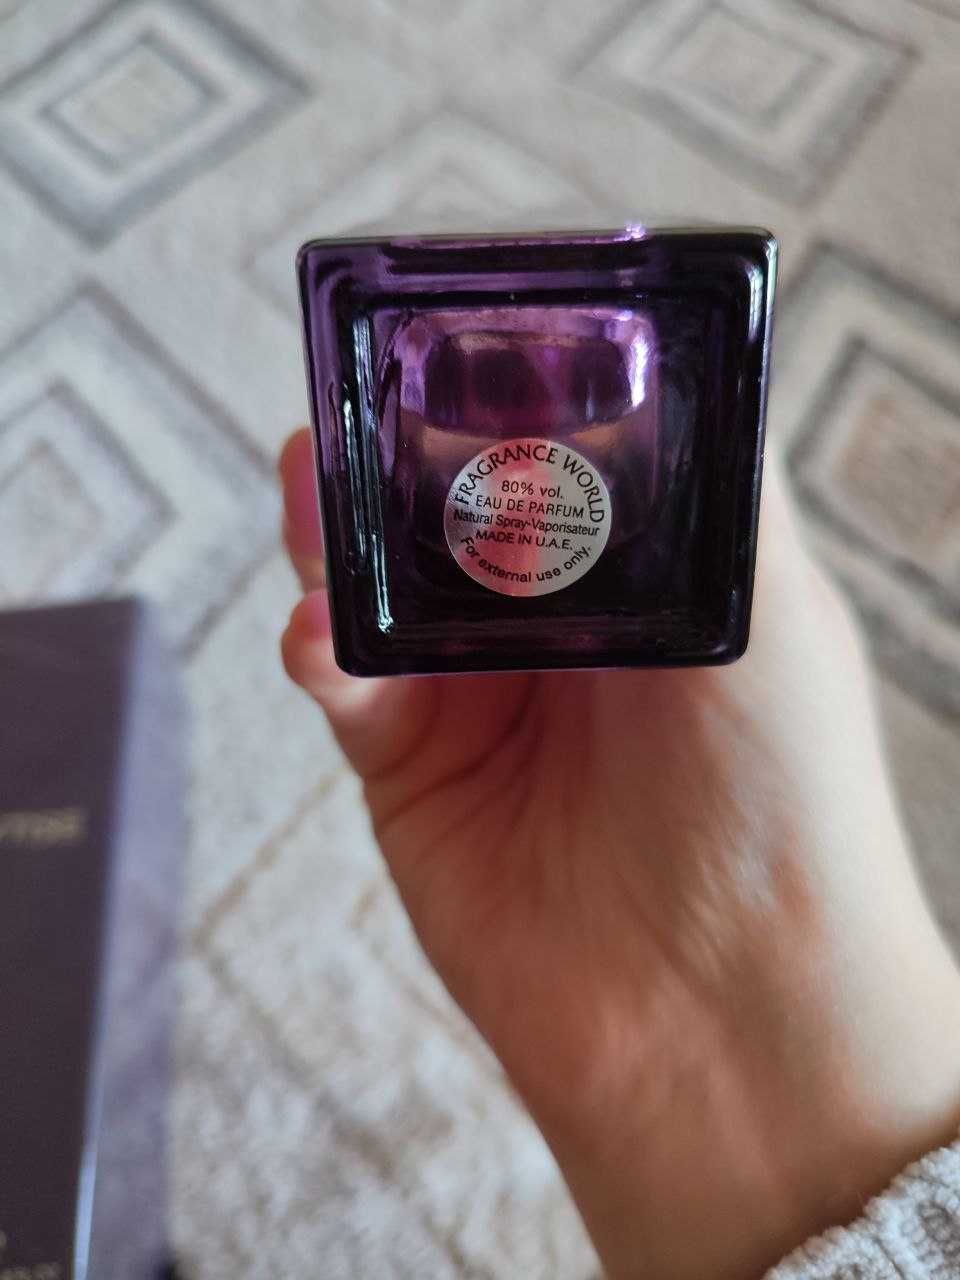 FRAGRANCE WORLD
80% vol.
EAU DE PARFUM
Natural Spray-Vaporisateur
MADE IN U.A.E.
For external use only.